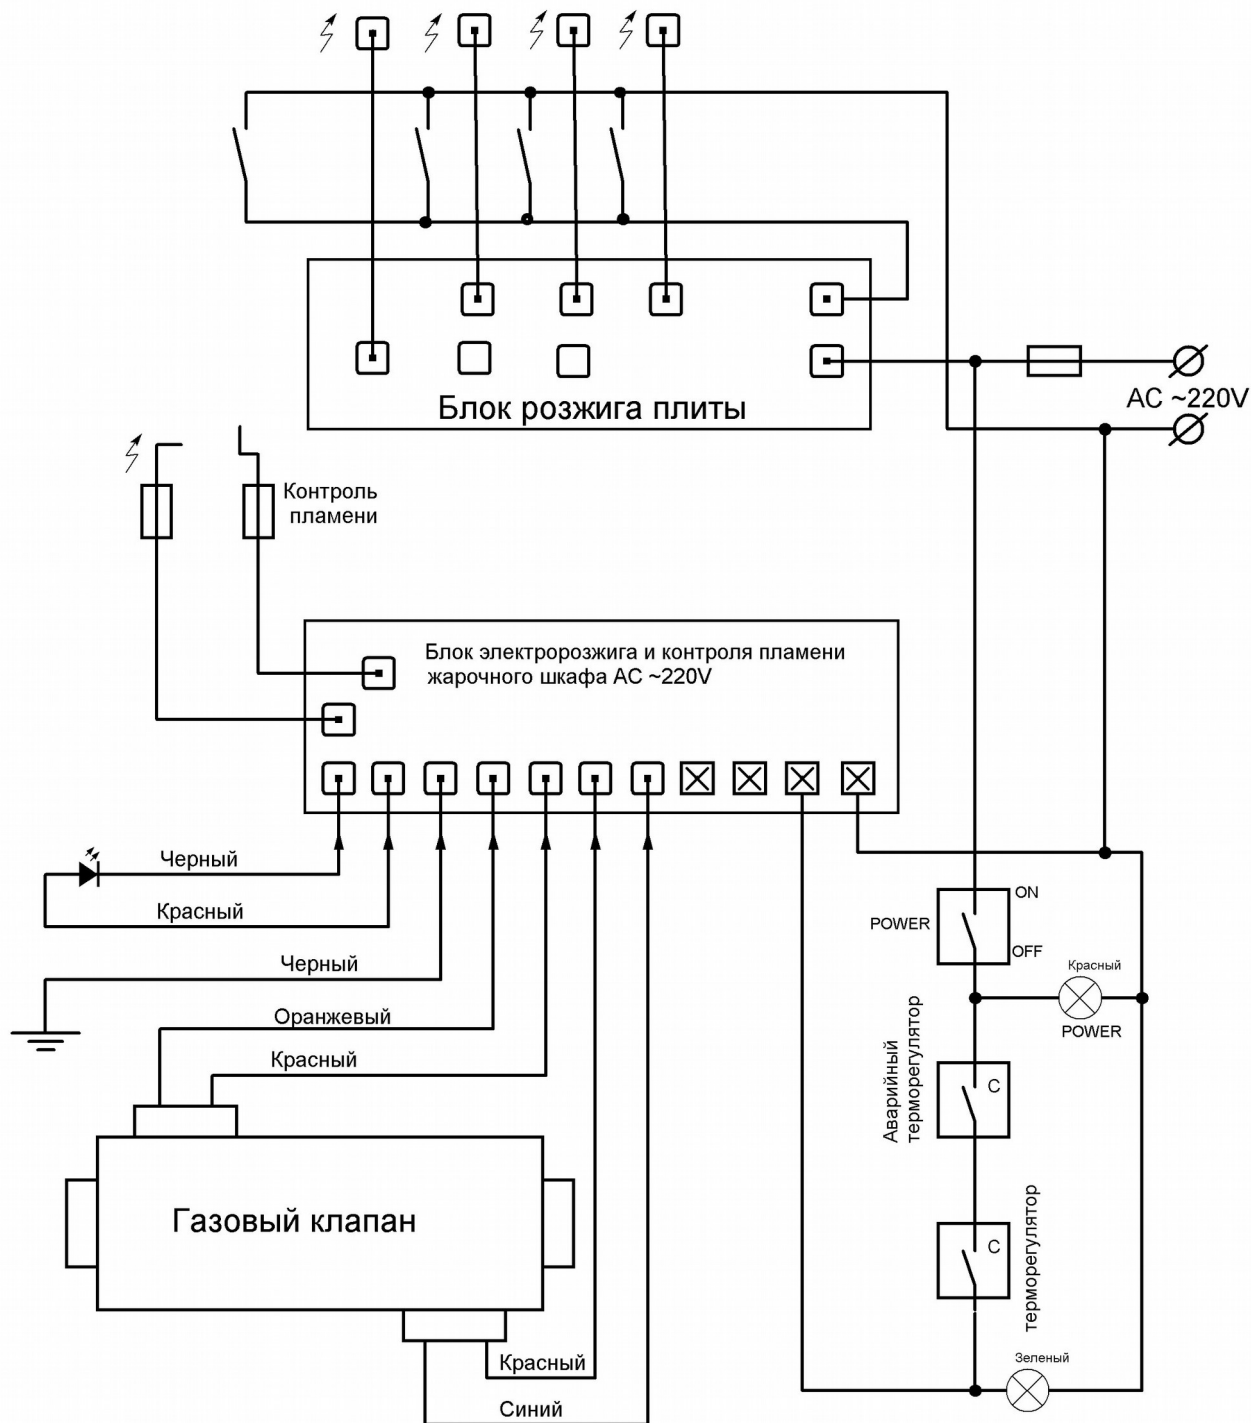 Блок розжига плиты
AC ~220V
Контроль
пламени
Блок электророзжига и контроля пламени
жарочного шкафа AC ~220V
Черный
Красный
Черный
Оранжевый
Красный
Газовый клапан
Красный
Синий
ON
POWER
OFF
Красный
POWER
Аварийный
терморегулятор
C
терморегулятор
C
Зеленый